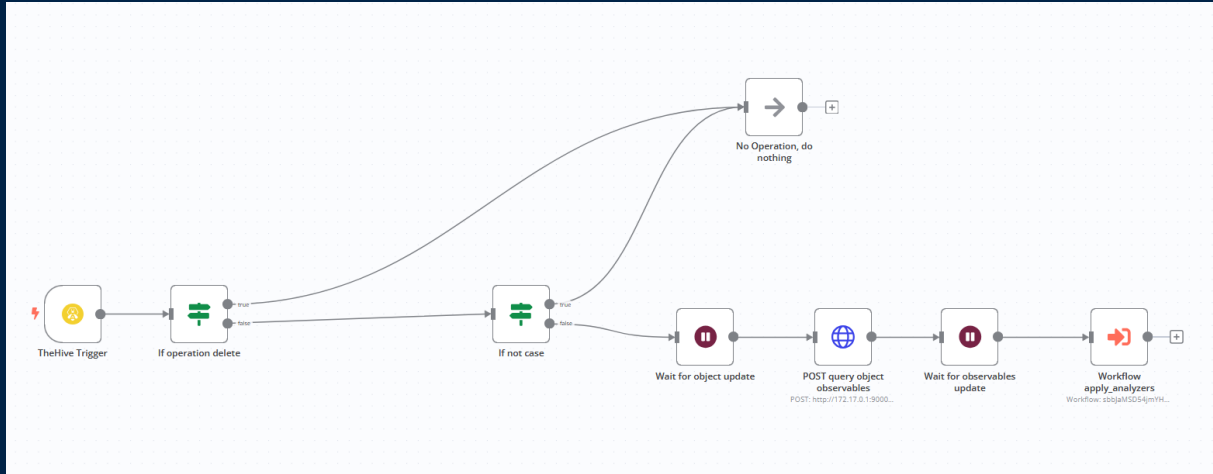 No Operation, do
nothing
true
false
true
false
TheHive Trigger
If operation delete
If not case
Wait for object update
POST query object
observables
POST: http://172.17.0.1:9000...
Wait for observables
update
Workflow
apply_analyzers
Workflow: sbbJaMSD54jmYH...